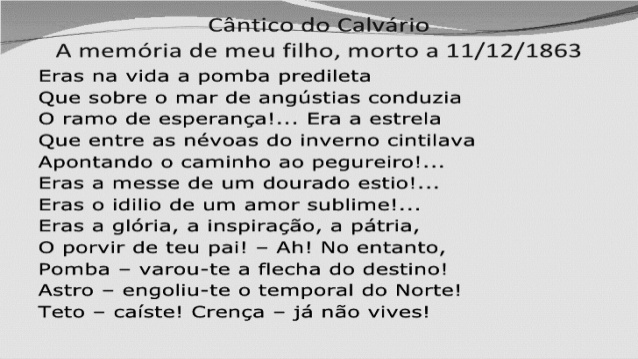 Cântico do Calvário
A memória de meu filho, morto a 11/12/1863
Eras na vida a pomba predileta
Que sobre o mar de angústias conduzia
O ramo de esperança!... Era a estrela
Que entre as névoas do inverno cintilava
Apontando o caminho ao pegureiro!...
Eras a messe de um dourado estio!...
Eras o idilio de um amor sublime!...
Eras a glória, a inspiração, a pátria,
O porvir de teu pai! – Ah! No entanto,
Pomba – varou-te a flecha do destino!
Astro – engoliu-te o temporal do Norte!
Teto – caíste! Crença – já não vives!